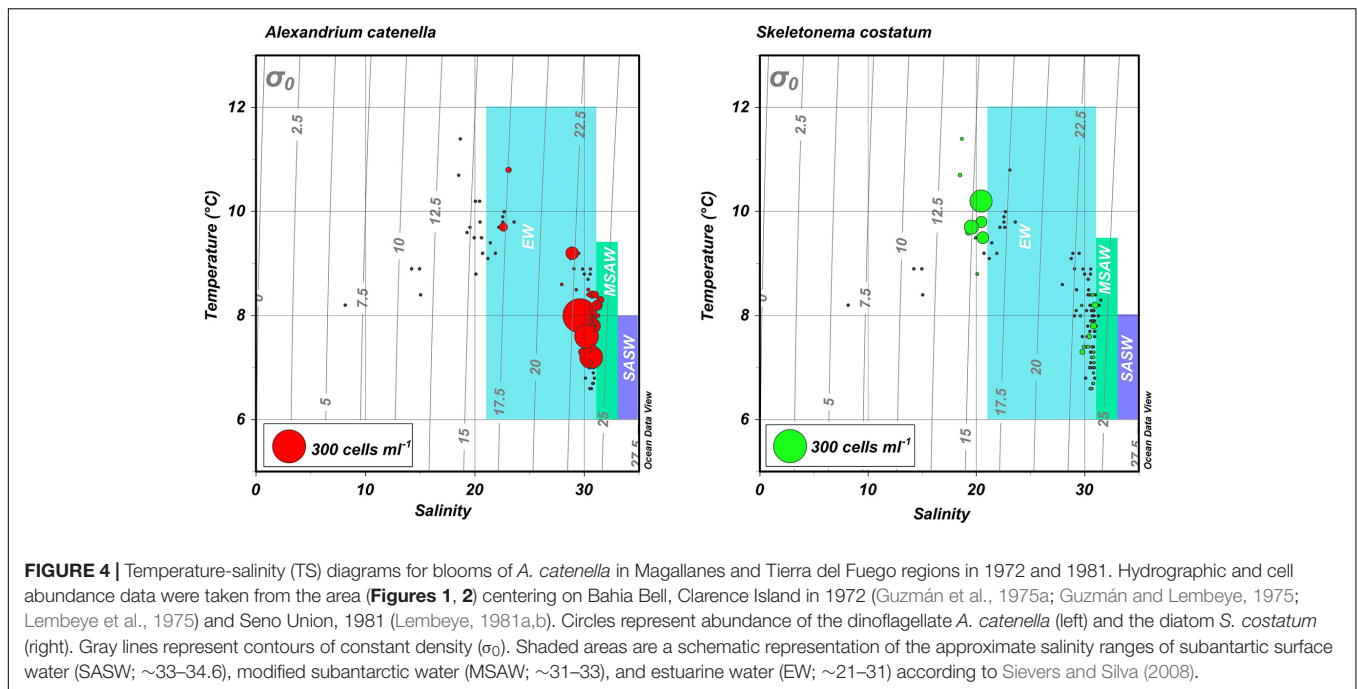 Alexandrium catenella
Skeletonema costatum
σ0
2.5
22.5
12
10
8
6
Temperature (°C)
12.5
10
7.5
0
5
15
17.5
20
25
27.5
EW
MSAW
SASW
300 cells ml-1
Ocean Data View
0
10
20
30
Salinity
σ0
2.5
22.5
12
10
8
6
Temperature (°C)
12.5
10
7.5
0
5
15
17.5
20
25
27.5
EW
MSAW
SASW
300 cells ml-1
Ocean Data View
0
10
20
30
Salinity
FIGURE 4 | Temperature-salinity (TS) diagrams for blooms of A. catenella in Magallanes and Tierra del Fuego regions in 1972 and 1981. Hydrographic and cell
abundance data were taken from the area (Figures 1, 2) centering on Bahia Bell, Clarence Island in 1972 (Guzmán et al., 1975a; Guzmán and Lembeye, 1975;
Lembeye et al., 1975) and Seno Union, 1981 (Lembeye, 1981a,b). Circles represent abundance of the dinoflagellate A. catenella (left) and the diatom S. costatum
(right). Gray lines represent contours of constant density (σ0). Shaded areas are a schematic representation of the approximate salinity ranges of subantartic surface
water (SASW; ∼33–34.6), modified subantarctic water (MSAW; ∼31–33), and estuarine water (EW; ∼21–31) according to Sievers and Silva (2008).